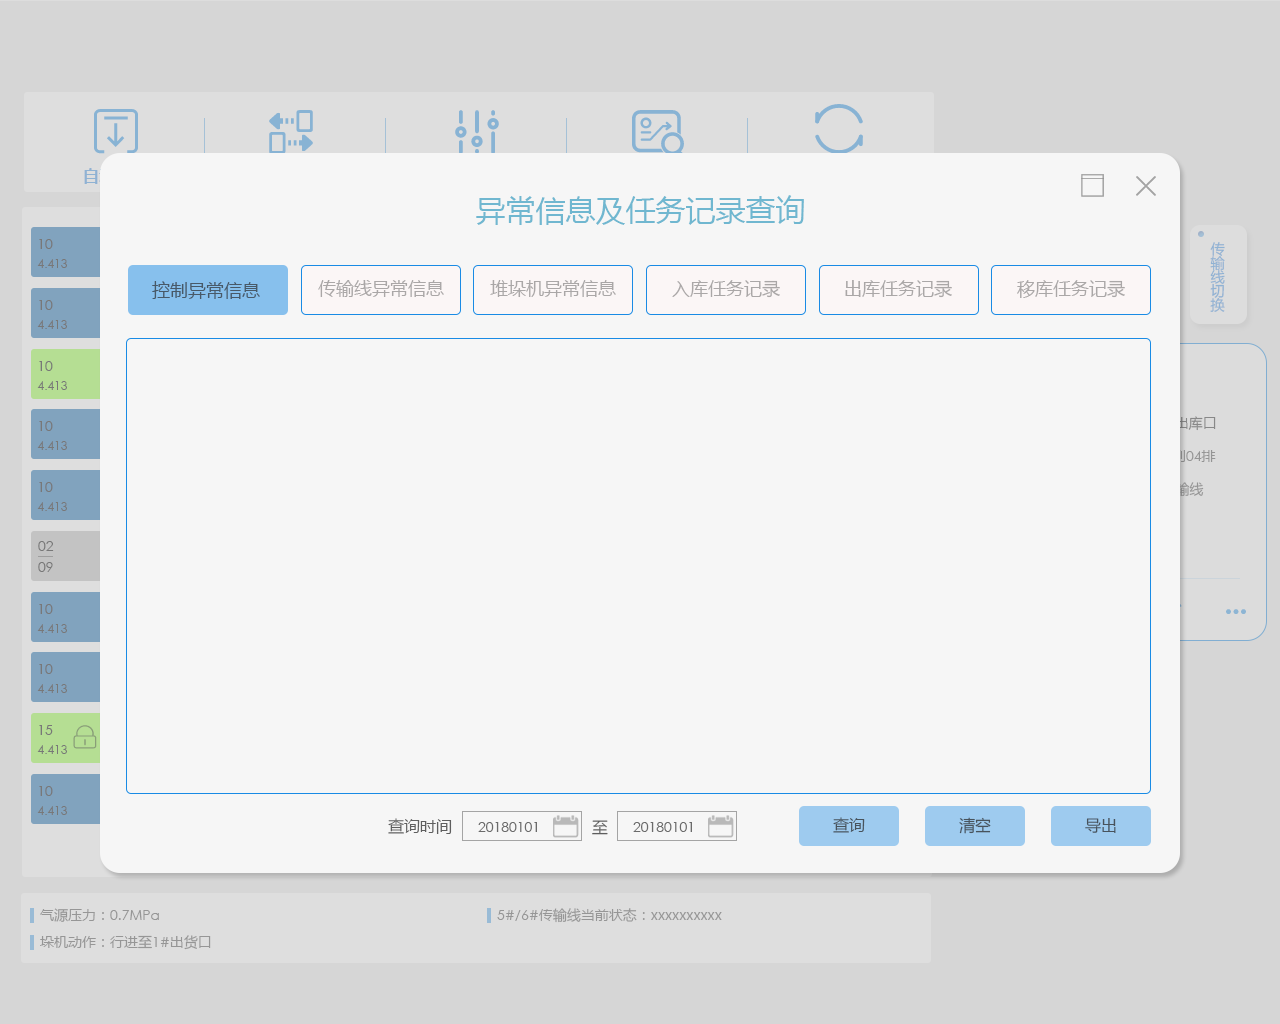 自
异常信息及任务记录查询
控制异常信息
传输线异常信息
堆垛机异常信息
入库任务记录
出库任务记录
移库任务记录
10
4.413
10
4.413
10
4.413
10
4.413
10
4.413
02
09
10
4.413
10
4.413
15
4.413
10
4.413
传输线切换
出库口
04排
输线
查询时间
20180101
至
20180101
查询
清空
导出
气源压力：0.7MPa
5#/6#传输线当前状态：xxxxxxxxxx
垛机动作：行进至1#出货口